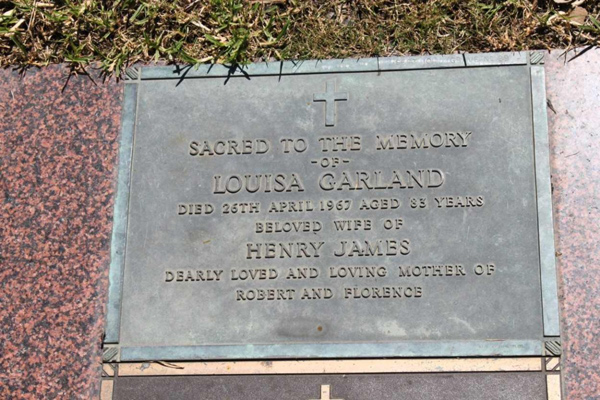 SACRED TO THE MEMORY
-OF-
LOUISA GARLAND
DIED 26TH APRIL 1967 AGED 83 YEARS
BELOVED WIFE OF
HENRY JAMES
DEARLY LOVED AND LOVING MOTHER OF
ROBERT AND FLORENCE